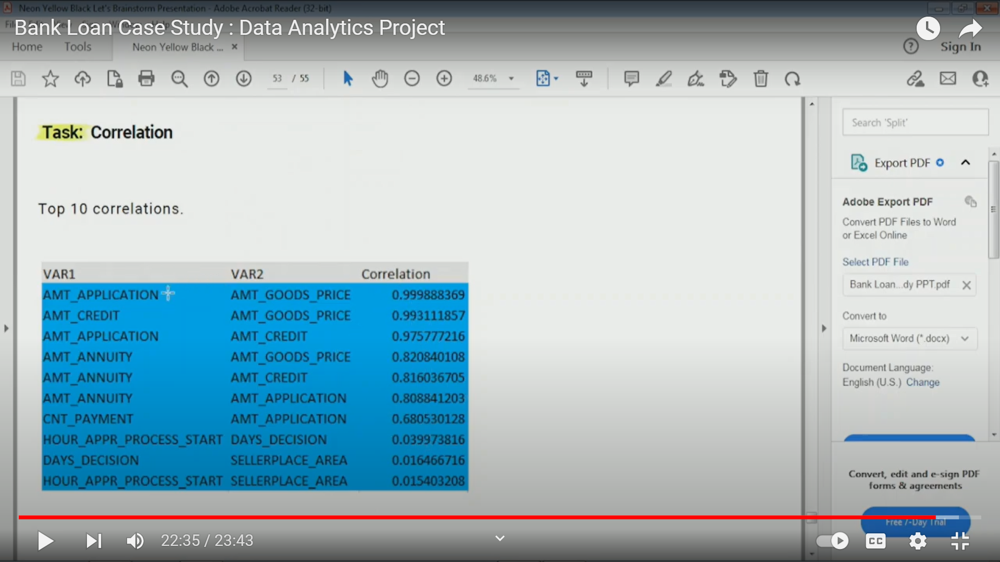 Neon Yellow Black Let's Brainstorm Presentation - Adobe Acrobat Reader (32-bit)
Bank Loan Case Study : Data Analytics Project
Home Tools Neon Yellow Black ... Sign In
53 / 55 48.6%
Task: Correlation
Top 10 correlations.
VAR1 VAR2 Correlation
AMT_APPLICATION AMT_GOODS_PRICE 0.999888369
AMT_CREDIT AMT_GOODS_PRICE 0.993111857
AMT_APPLICATION AMT_CREDIT 0.975777216
AMT_ANNUITY AMT_GOODS_PRICE 0.820840108
AMT_ANNUITY AMT_CREDIT 0.816036705
AMT_ANNUITY AMT_APPLICATION 0.808841203
CNT_PAYMENT AMT_APPLICATION 0.680530128
HOUR_APPR_PROCESS_START DAYS_DECISION 0.039973816
DAYS_DECISION SELLERPLACE_AREA 0.016466716
HOUR_APPR_PROCESS_START SELLERPLACE_AREA 0.015403208
Search 'Split'
Export PDF
Adobe Export PDF
Convert PDF Files to Word
or Excel Online
Select PDF File
Bank Loan...dy PPT.pdf
Convert to
Microsoft Word (*.docx)
Document Language:
English (U.S.) Change
Convert, edit and e-sign PDF
forms & agreements
Free 7-Day Trial
22:35 / 23:43
CC